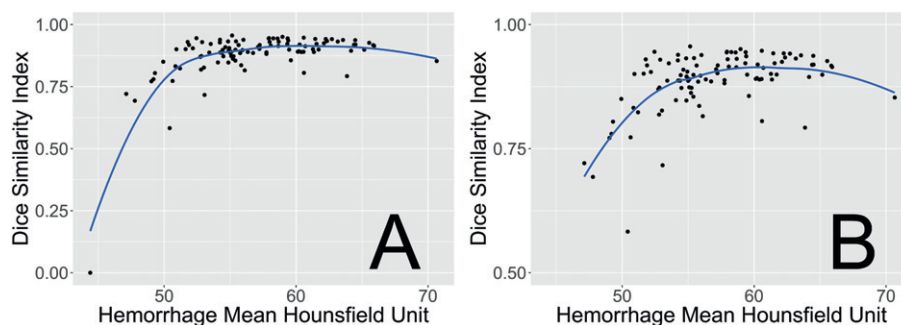 1.00
0.75
0.50
0.25
0.00
Dice Similarity Index
50
60
70
Hemorrhage Mean Hounsfield Unit
A
1.00
0.75
0.50
Dice Similarity Index
50
60
70
Hemorrhage Mean Hounsfield Unit
B